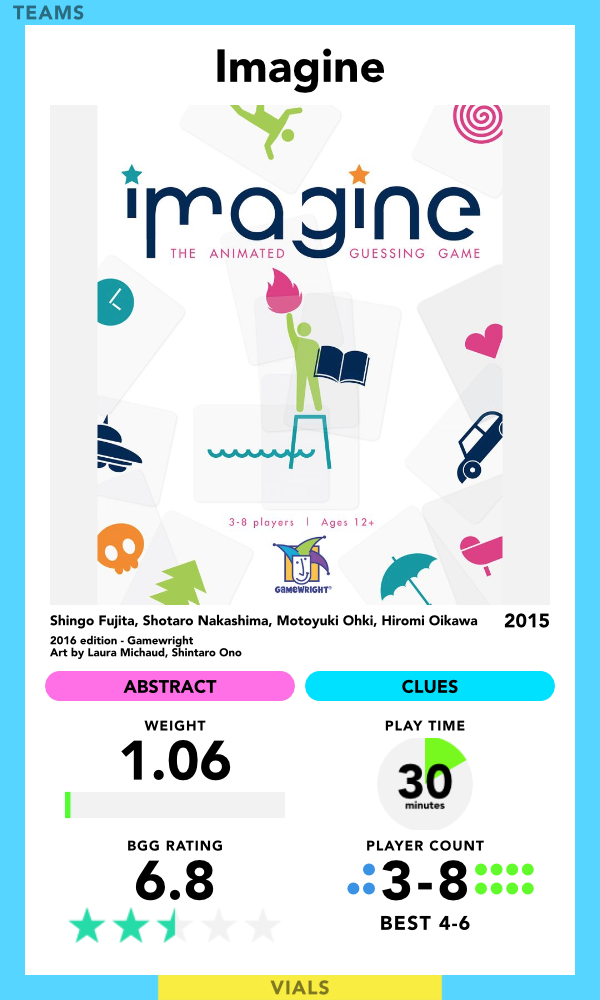 TEAMS
Imagine
imagine
THE ANIMATED GUESSING GAME
3-8 players | Ages 12+
GAMEWRIGHT®
Shingo Fujita, Shotaro Nakashima, Motoyuki Ohki, Hiromi Oikawa 2015
2016 edition - Gamewright
Art by Laura Michaud, Shintaro Ono
ABSTRACT CLUES
WEIGHT PLAY TIME
1.06 30
minutes
BGG RATING PLAYER COUNT
6.8 3-8
BEST 4-6
VIALS